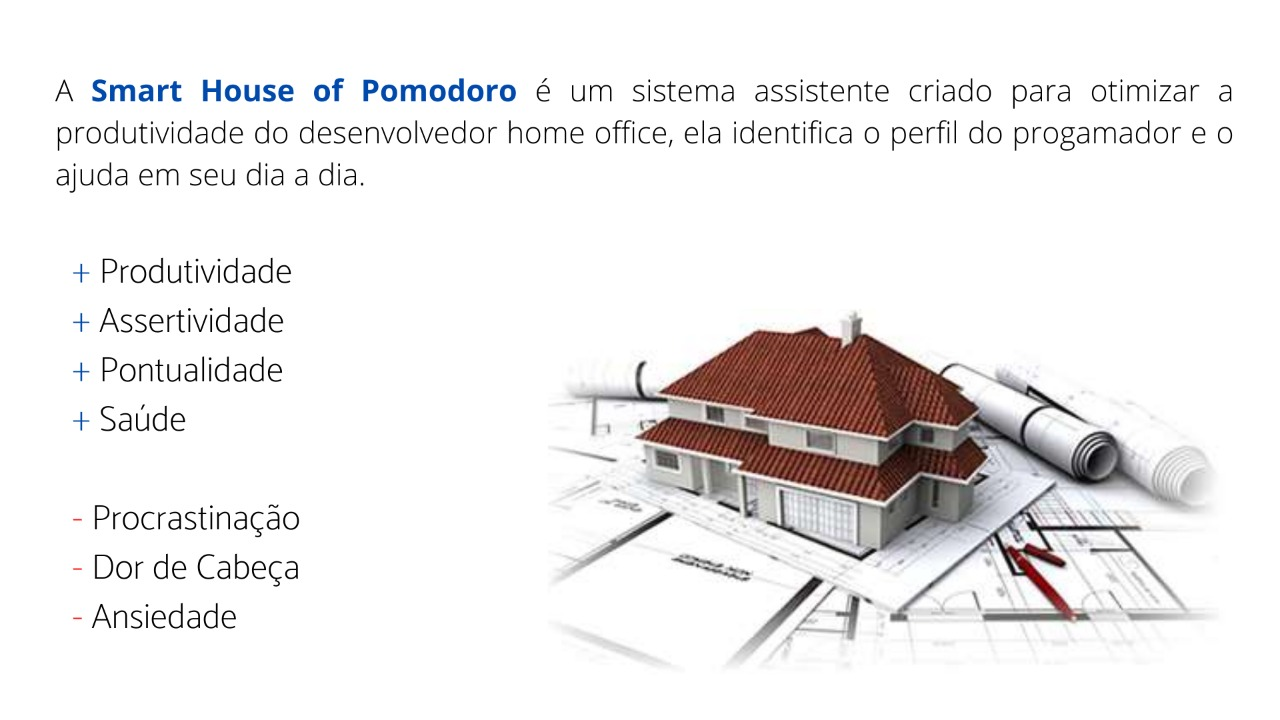 A Smart House of Pomodoro é um sistema assistente criado para otimizar a
produtividade do desenvolvedor home office, ela identifica o perfil do progamador e o
ajuda em seu dia a dia.
+ Produtividade
+ Assertividade
+ Pontualidade
+ Saúde
- Procrastinação
- Dor de Cabeça
- Ansiedade